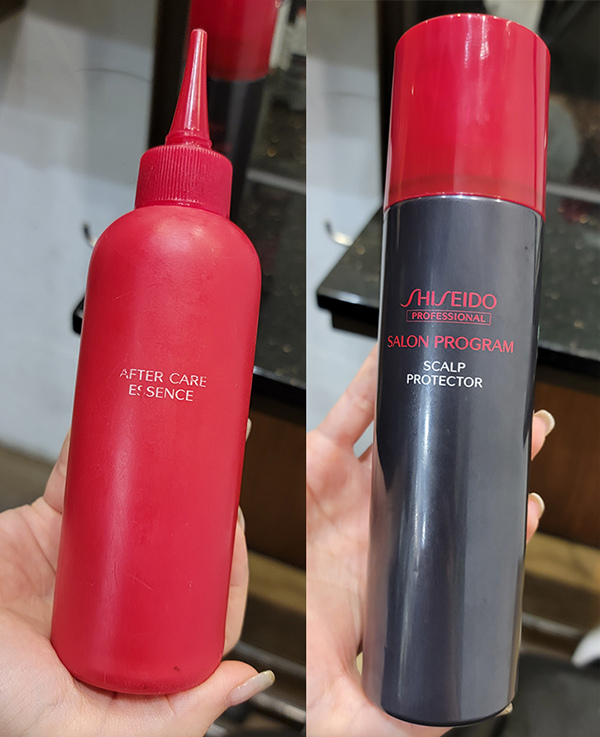 AFTER CARE
ESSENCE
SHISEIDO
PROFESSIONAL
SALON PROGRAM
SCALP
PROTECTOR